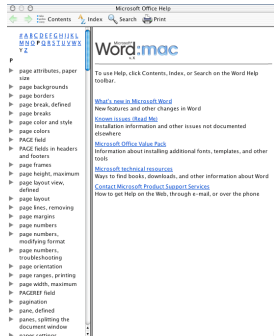 Microsoft Office Help
Contents
Index
Search
Print
# A B C D E F G H I J K L
M N O P Q R S T U V W X
Y Z
P
page attributes, paper
size
page backgrounds
page borders
page break, defined
page breaks
page color and style
page colors
PAGE field
PAGE fields in headers
and footers
page frames
page height, maximum
page layout view,
defined
page layout
page lines, removing
page margins
page numbers
page numbers,
modifying format
page numbers,
troubleshooting
page orientation
page ranges, printing
page width, maximum
PAGEREF field
pagination
pane, defined
panes, splitting the
document window
Microsoft
Word:mac
v.X
To use Help, click Contents, Index, or Search on the Word Help
toolbar.
What's new in Microsoft Word
New features and other changes in Word
Known issues (Read Me)
Installation information and other issues not documented
elsewhere
Microsoft Office Value Pack
Information about installing additional fonts, templates, and other
tools
Microsoft technical resources
Ways to find books, downloads, and other information about Word
Contact Microsoft Product Support Services
How to get Help on the Web, through e-mail, or over the phone